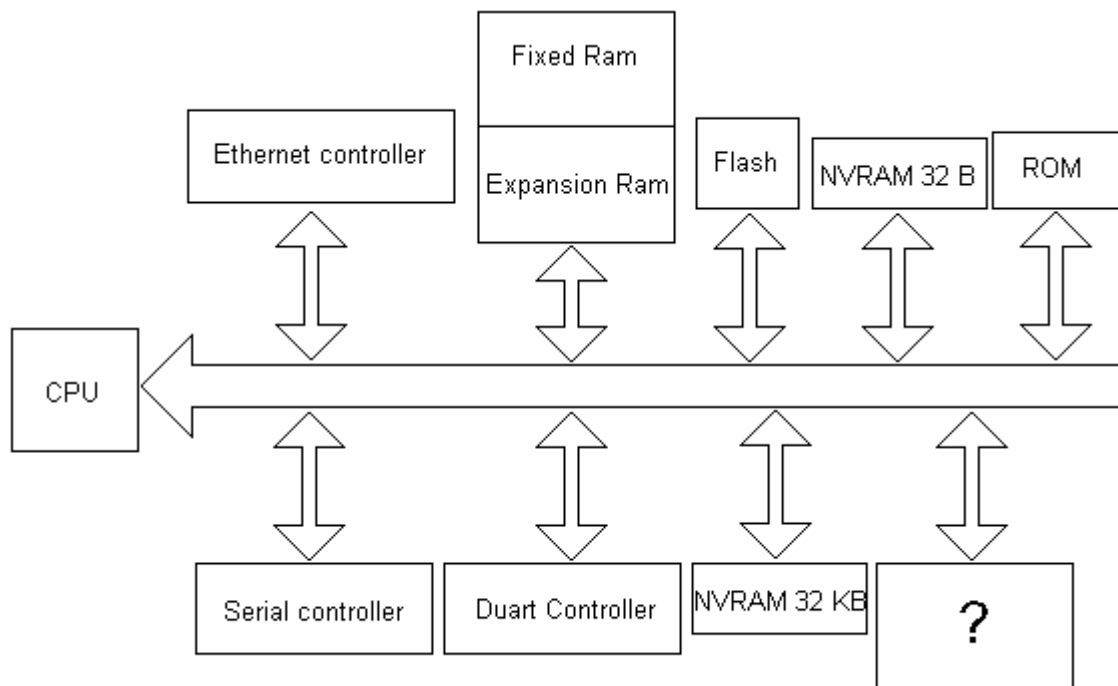 Fixed Ram
Ethernet controller
Expansion Ram
Flash
NVRAM 32 B
ROM
CPU
Serial controller
Duart Controller
NVRAM 32 KB
?